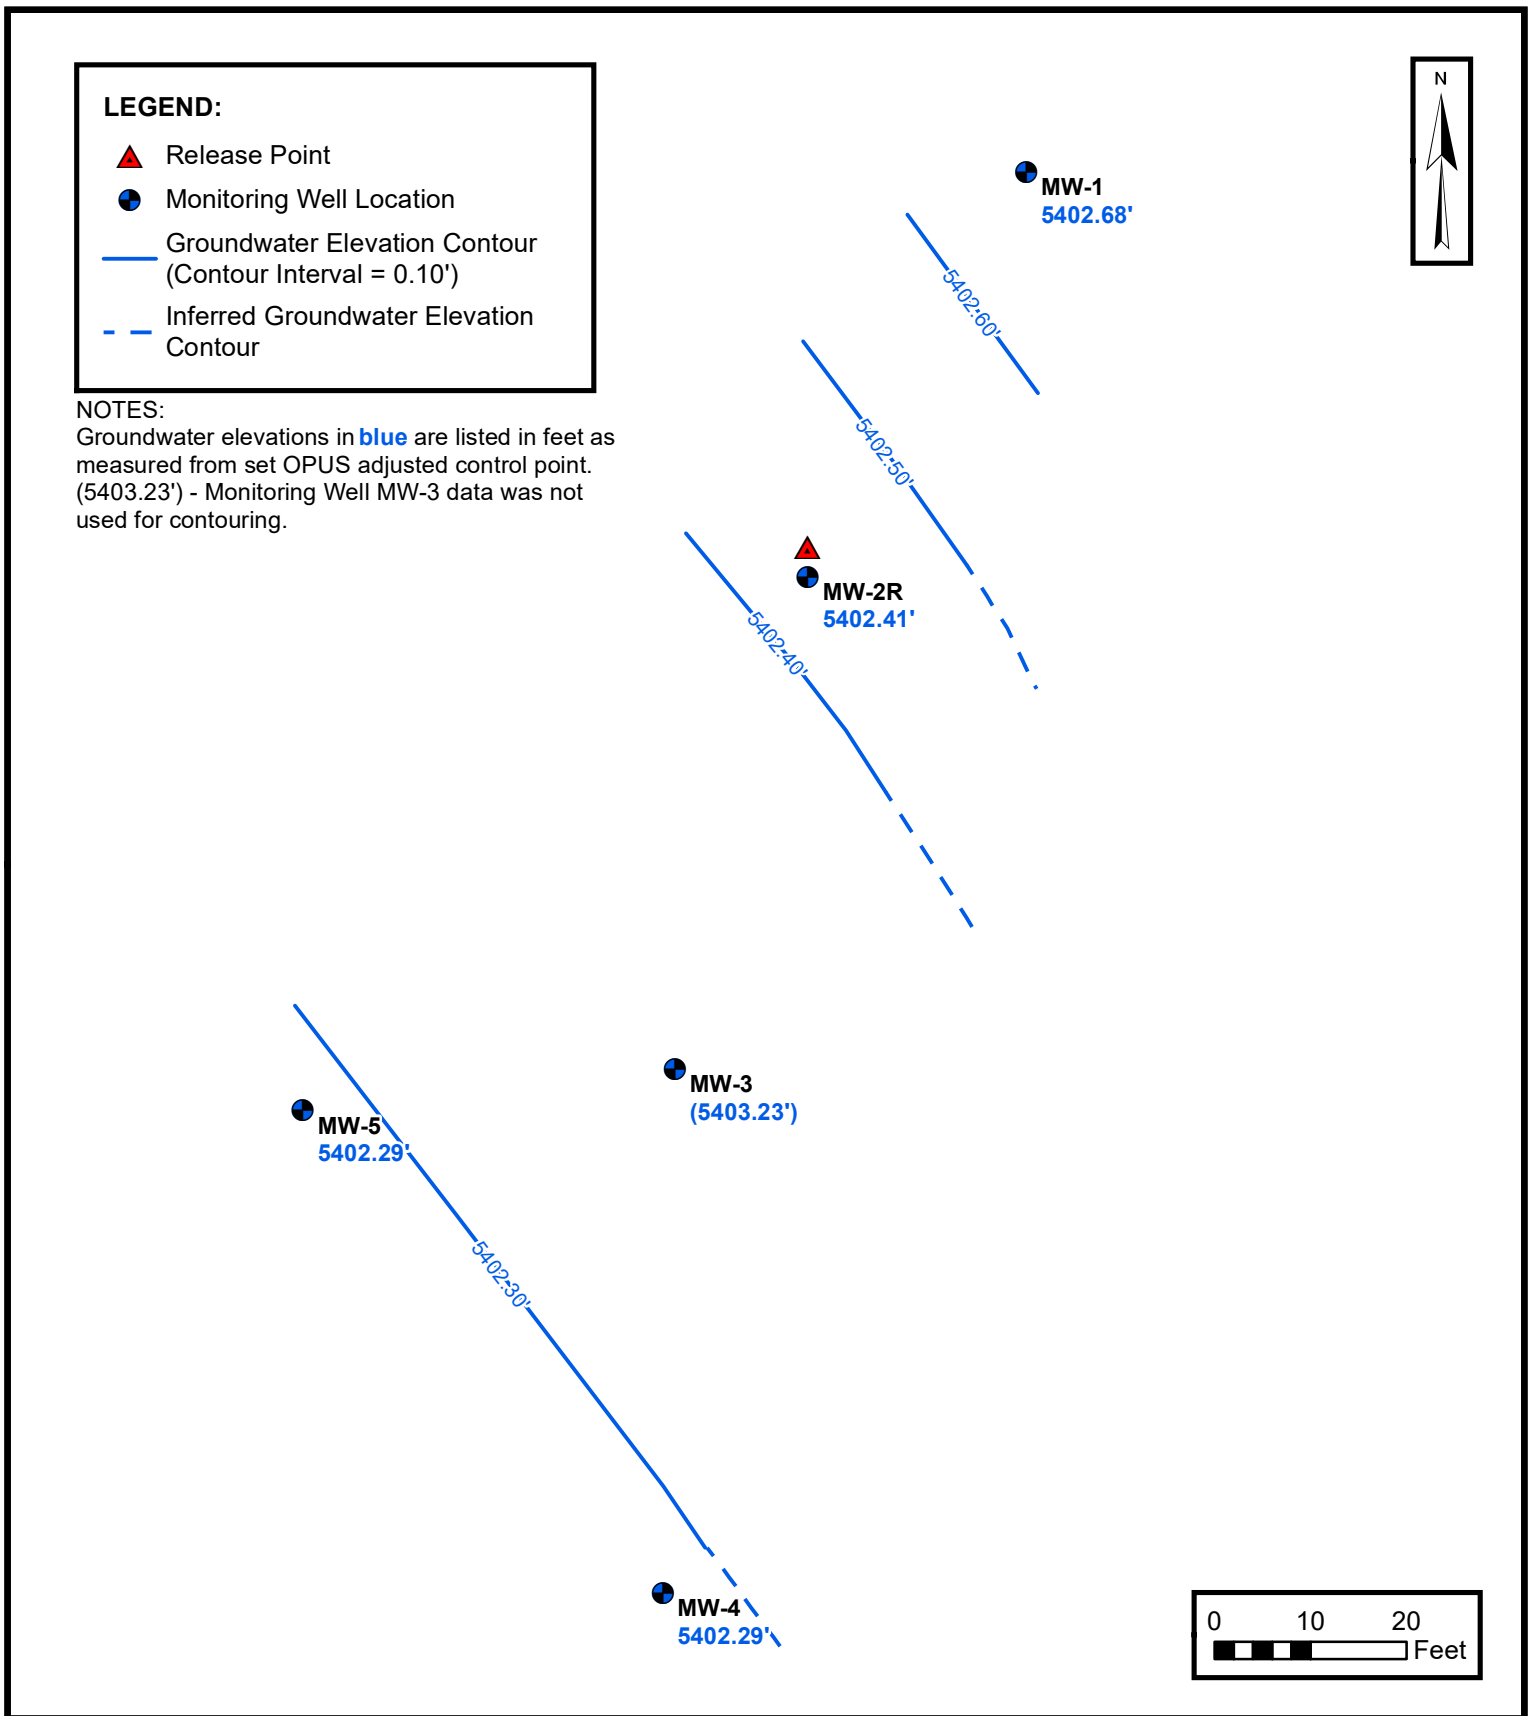 LEGEND:
Release Point
Monitoring Well Location
Groundwater Elevation Contour
(Contour Interval = 0.10')
Inferred Groundwater Elevation
Contour
NOTES:
Groundwater elevations in blue are listed in feet as
measured from set OPUS adjusted control point.
(5403.23') - Monitoring Well MW-3 data was not
used for contouring.
N
MW-1
5402.68'
5402.60'
5402.50'
MW-2R
5402.41'
5402.40'
MW-3
(5403.23')
MW-5
5402.29'
5402.30'
MW-4
5402.29'
0 10 20
Feet